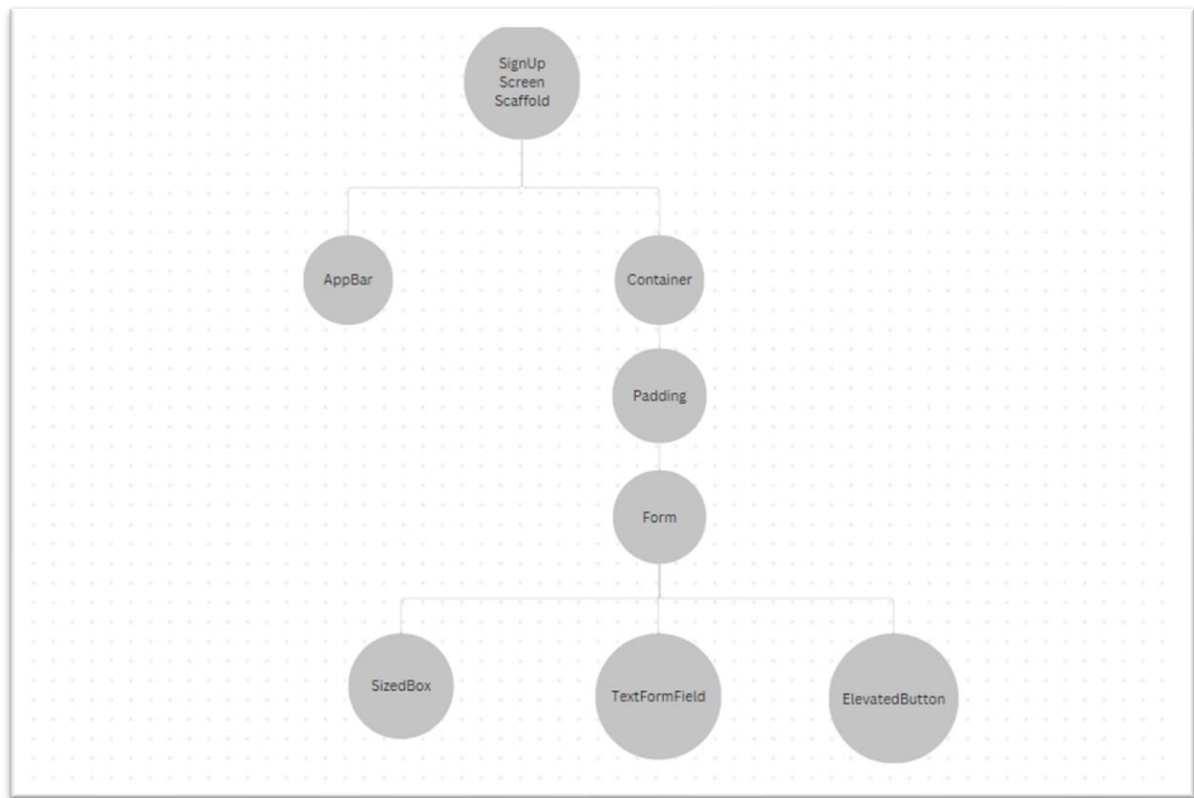 SignUp
Screen
Scaffold
AppBar
Container
Padding
Form
SizedBox
TextFormField
ElevatedButton